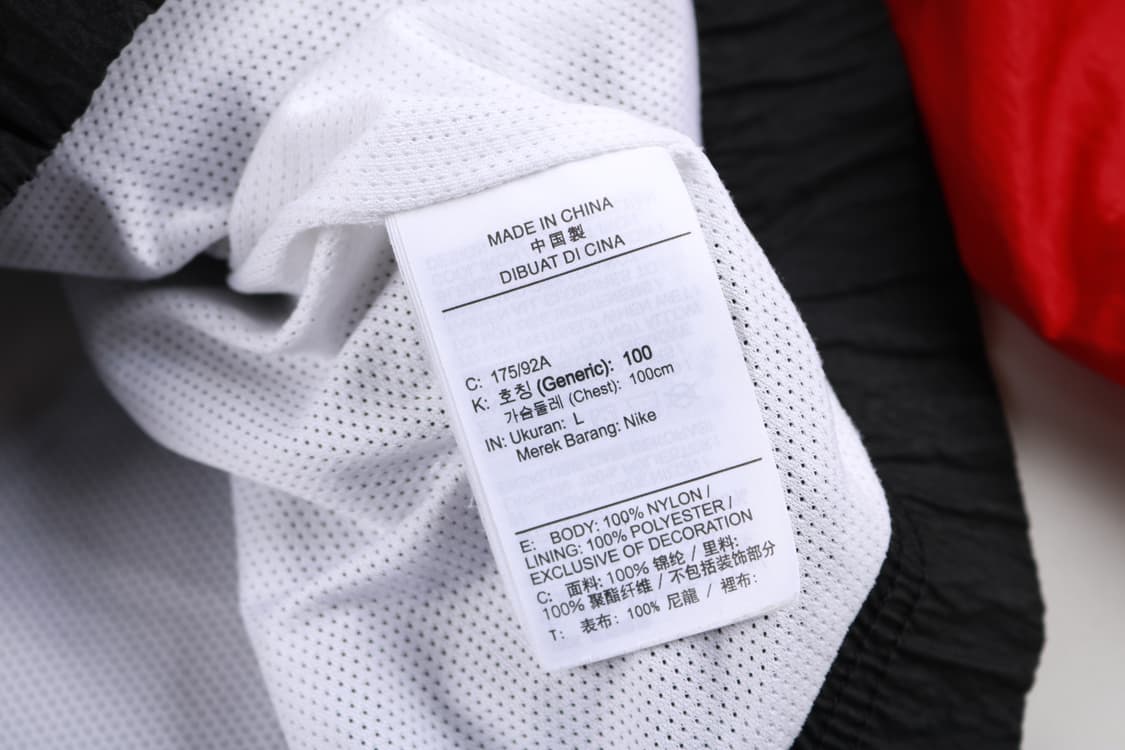 MADE IN CHINA
中国製
DIBUAT DI CINA
C: 175/92A
K: 호칭 (Generic): 100
가슴둘레 (Chest): 100cm
IN: Ukuran: L
Merek Barang: Nike
E: BODY: 100% NYLON /
LINING: 100% POLYESTER /
EXCLUSIVE OF DECORATION
C: 面料: 100% 锦纶 / 里料:
100% 聚酯纤维 / 不包括装饰部分
T: 表布: 100% 尼龍 / 裡布: